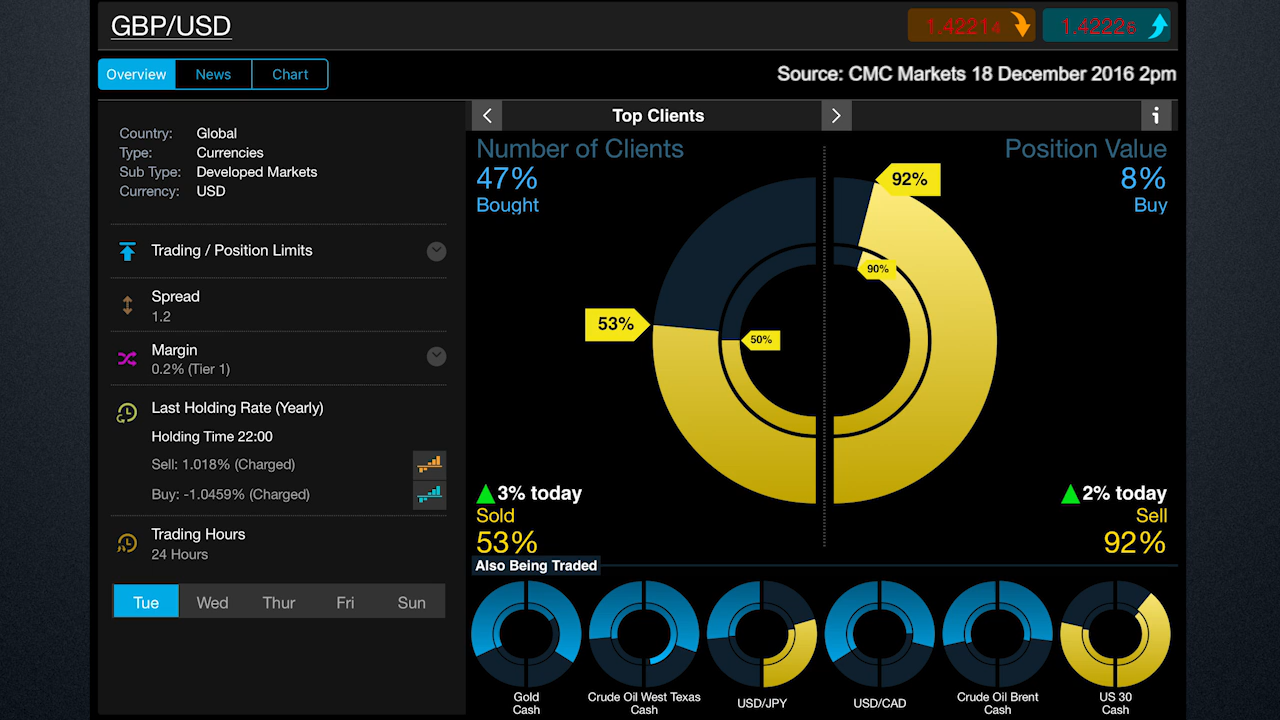 GBP/USD
1.42214
1.42226
Overview
News
Chart
Source: CMC Markets 18 December 2016 2pm
Country: Global
Type: Currencies
Sub Type: Developed Markets
Currency: USD
Trading / Position Limits
Spread
1.2
Margin
0.2% (Tier 1)
Last Holding Rate (Yearly)
Holding Time 22:00
Sell: 1.018% (Charged)
Buy: -1.0459% (Charged)
Trading Hours
24 Hours
Tue
Wed
Thur
Fri
Sun
Top Clients
i
Number of Clients
47%
Bought
Position Value
8%
Buy
92%
90%
53%
50%
3% today
Sold
53%
2% today
Sell
92%
Also Being Traded
Gold
Cash
Crude Oil West Texas
Cash
USD/JPY
USD/CAD
Crude Oil Brent
Cash
US 30
Cash